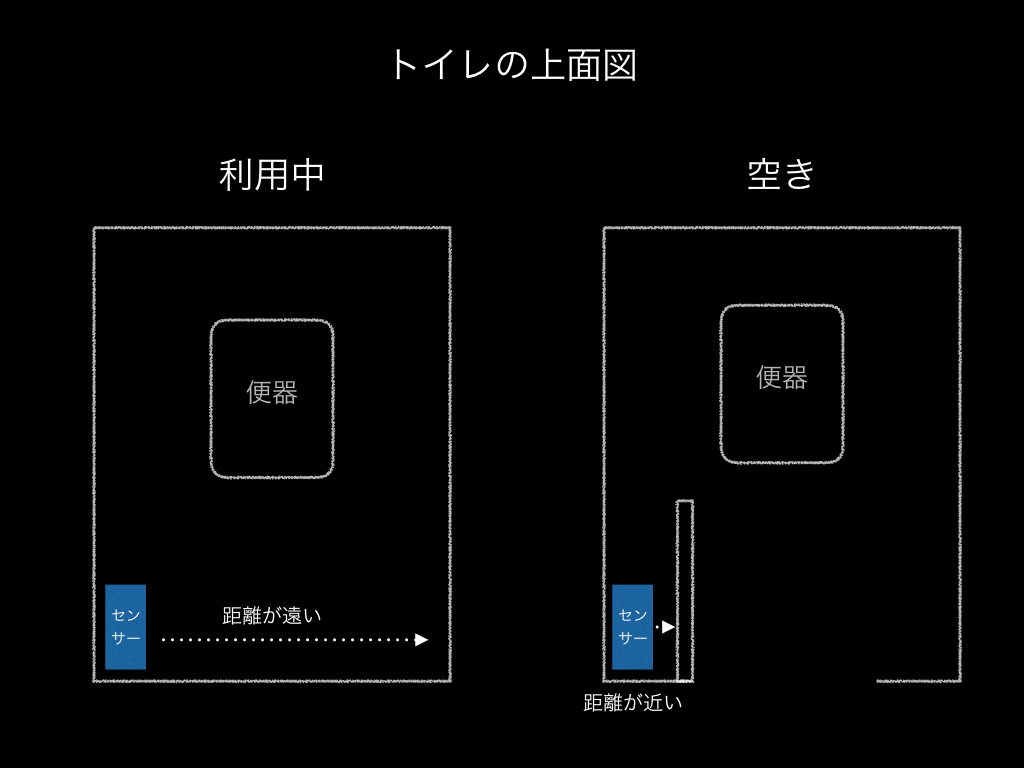 トイレの上面図
利用中
空き
便器
便器
セン
サー
距離が遠い
セン
サー
距離が近い